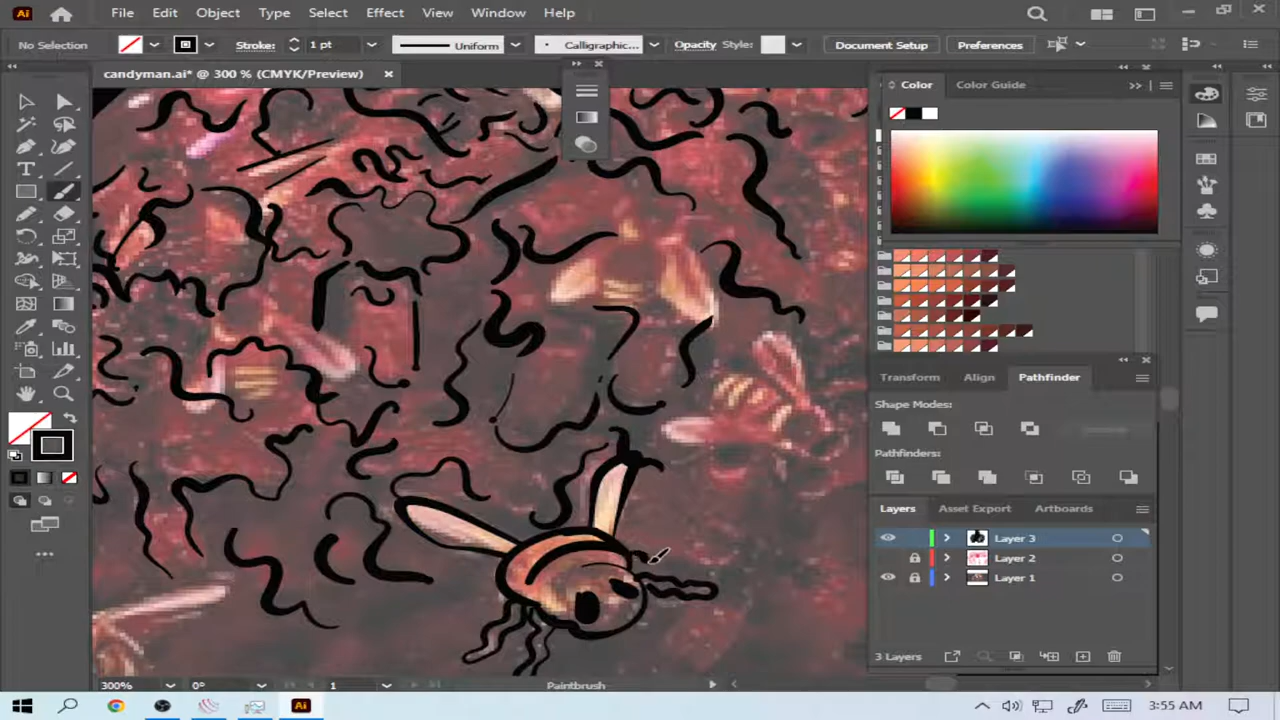 Ai File Edit Object Type Select Effect View Window Help
No Selection Stroke: 1 pt Uniform Calligraphic... Opacity Style: Document Setup Preferences
candyman.ai* @ 300 % (CMYK/Preview)
Color Color Guide
Transform Align Pathfinder
Shape Modes:
Pathfinders:
Layers Asset Export Artboards
Layer 3
Layer 2
Layer 1
3 Layers
300% 0° 1 Paintbrush
Ai 3:55 AM